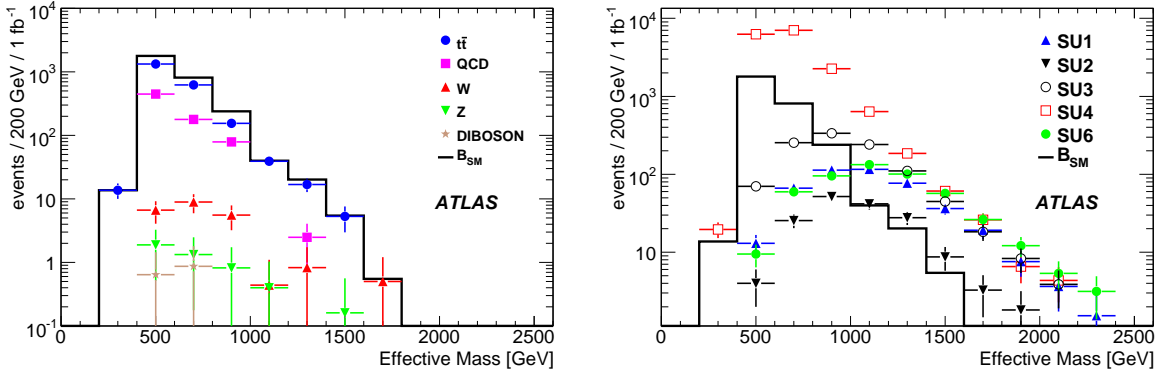 events / 200 GeV / 1 fb⁻¹
10⁴
10³
10²
10
1
10⁻¹
0 500 1000 1500 2000 2500
Effective Mass [GeV]
tt̄
QCD
W
Z
DIBOSON
B_SM
ATLAS
events / 200 GeV / 1 fb⁻¹
10⁴
10³
10²
10
0 500 1000 1500 2000 2500
Effective Mass [GeV]
SU1
SU2
SU3
SU4
SU6
B_SM
ATLAS